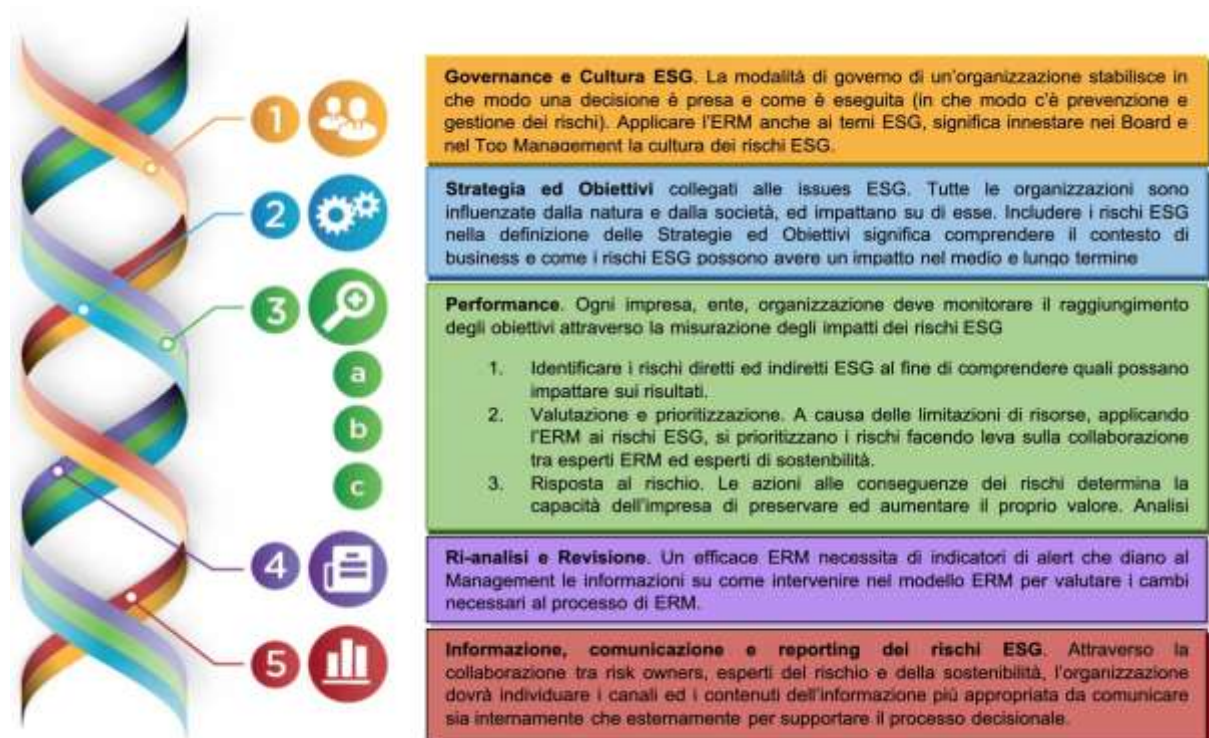 1
Governance e Cultura ESG. La modalità di governo di un'organizzazione stabilisce in
che modo una decisione è presa e come è eseguita (in che modo c'è prevenzione e
gestione dei rischi). Applicare l'ERM anche ai temi ESG, significa innestare nei Board e
nel Top Management la cultura dei rischi ESG.
2
Strategia ed Obiettivi collegati alle issues ESG. Tutte le organizzazioni sono
influenzate dalla natura e dalla società, ed impattano su di esse. Includere i rischi ESG
nella definizione delle Strategie ed Obiettivi significa comprendere il contesto di
business e come i rischi ESG possono avere un impatto nel medio e lungo termine
3
a
b
c
Performance. Ogni impresa, ente, organizzazione deve monitorare il raggiungimento
degli obiettivi attraverso la misurazione degli impatti dei rischi ESG
1. Identificare i rischi diretti ed indiretti ESG al fine di comprendere quali possano
impattare sui risultati.
2. Valutazione e prioritizzazione. A causa delle limitazioni di risorse, applicando
l'ERM ai rischi ESG, si prioritizzano i rischi facendo leva sulla collaborazione
tra esperti ERM ed esperti di sostenbilità.
3. Risposta al rischio. Le azioni alle conseguenze dei rischi determina la
capacità dell'impresa di preservare ed aumentare il proprio valore. Analisi
4
Ri-analisi e Revisione. Un efficace ERM necessita di indicatori di alert che diano al
Management le informazioni su come intervenire nel modello ERM per valutare i cambi
necessari al processo di ERM.
5
Informazione, comunicazione e reporting dei rischi ESG. Attraverso la
collaborazione tra risk owners, esperti del rischio e della sostenibilità, l'organizzazione
dovrà individuare i canali ed i contenuti dell'informazione più appropriata da comunicare
sia internamente che esternamente per supportare il processo decisionale.